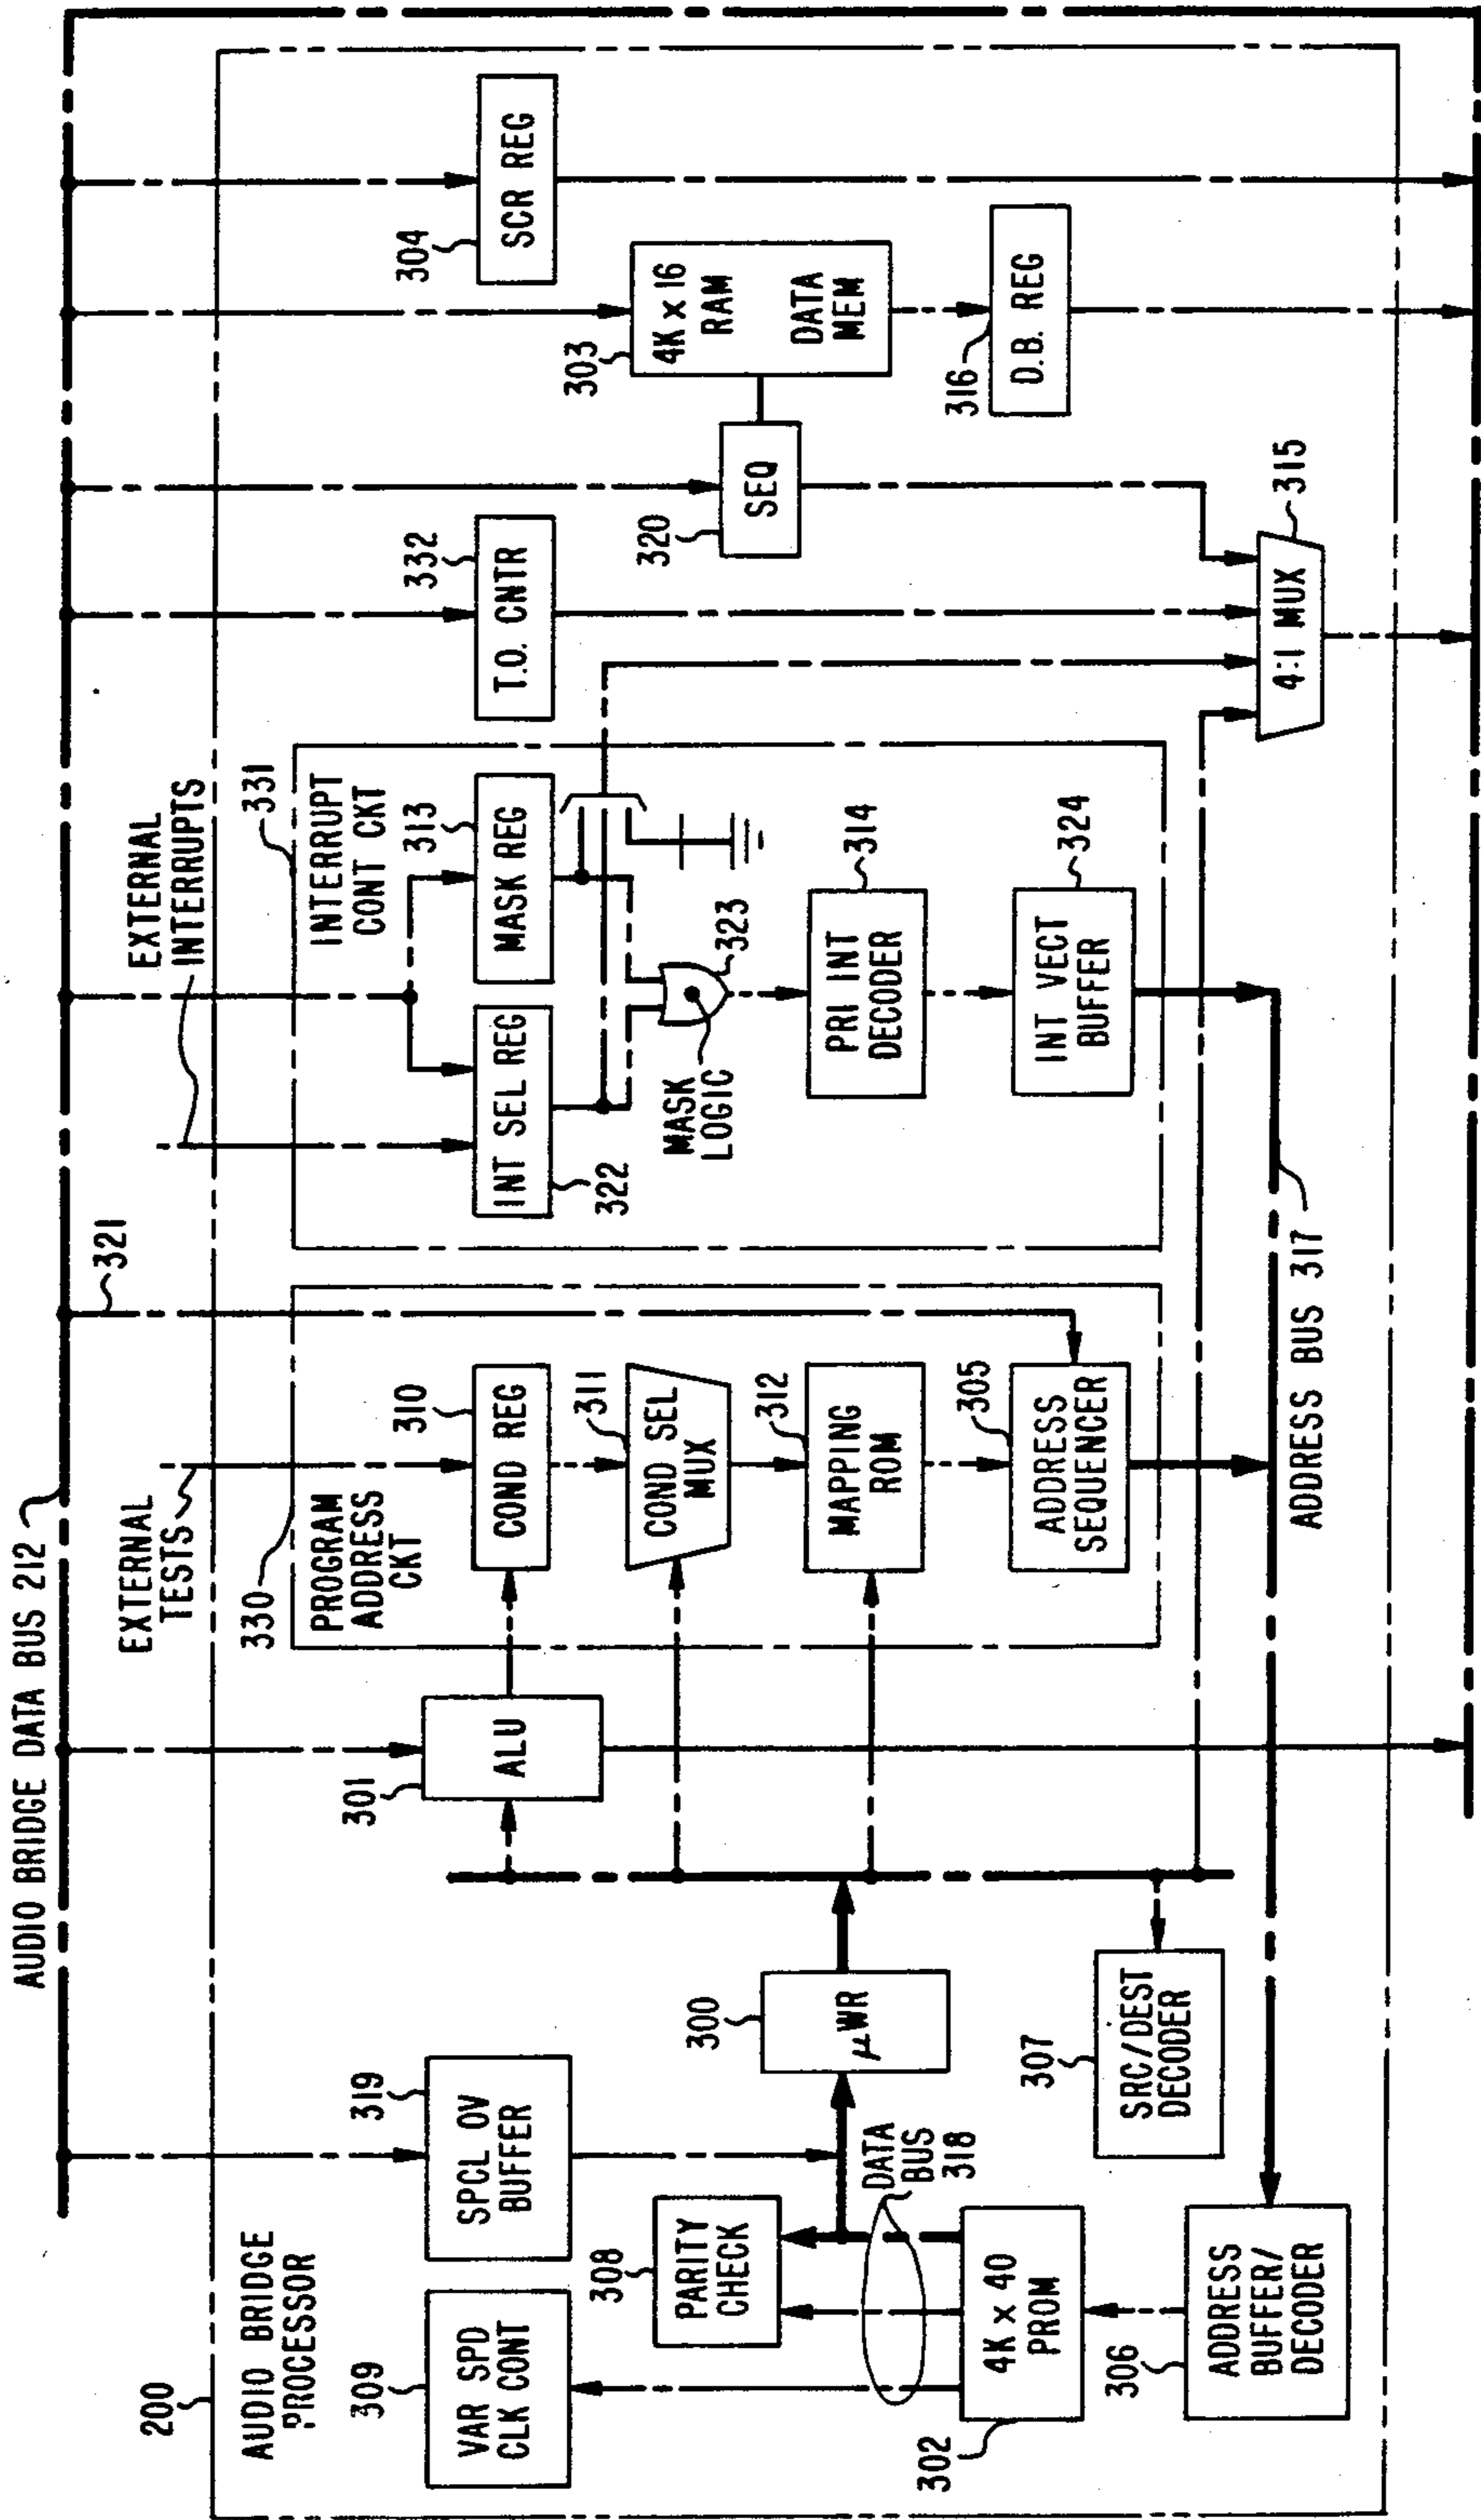 AUDIO BRIDGE DATA BUS 212
200
AUDIO BRIDGE
PROCESSOR
309
VAR SPD
CLK CONT
319
SPCL OV
BUFFER
308
PARITY
CHECK
DATA
BUS
318
302
4K x 40
PROM
306
ADDRESS
BUFFER/
DECODER
300
μWR
307
SRC/DEST
DECODER
301
ALU
EXTERNAL
TESTS
330
PROGRAM
ADDRESS
CKT
310
COND REG
311
COND SEL
MUX
312
MAPPING
ROM
305
ADDRESS
SEQUENCER
321
ADDRESS BUS 317
EXTERNAL
INTERRUPTS
331
INTERRUPT
CONT CKT
INT SEL REG
322
313
MASK REG
MASK
LOGIC
323
314
PRI INT
DECODER
324
INT VECT
BUFFER
332
T.O. CNTR
320
SEQ
315
4:1 MUX
303
4K x 16
RAM
DATA
MEM
316
D.B. REG
304
SCR REG